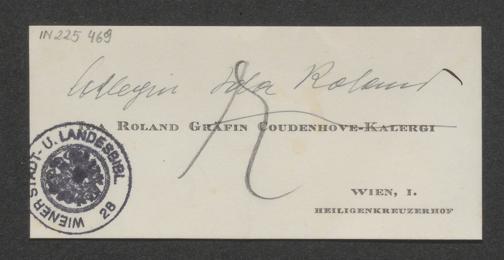 IN 225 469
Collegin Ida Roland
IDA ROLAND GRÄFIN COUDENHOVE-KALERGI
WIEN, I.
HEILIGENKREUZERHOF
WIENER STADT- U. LANDESBIBL.
28